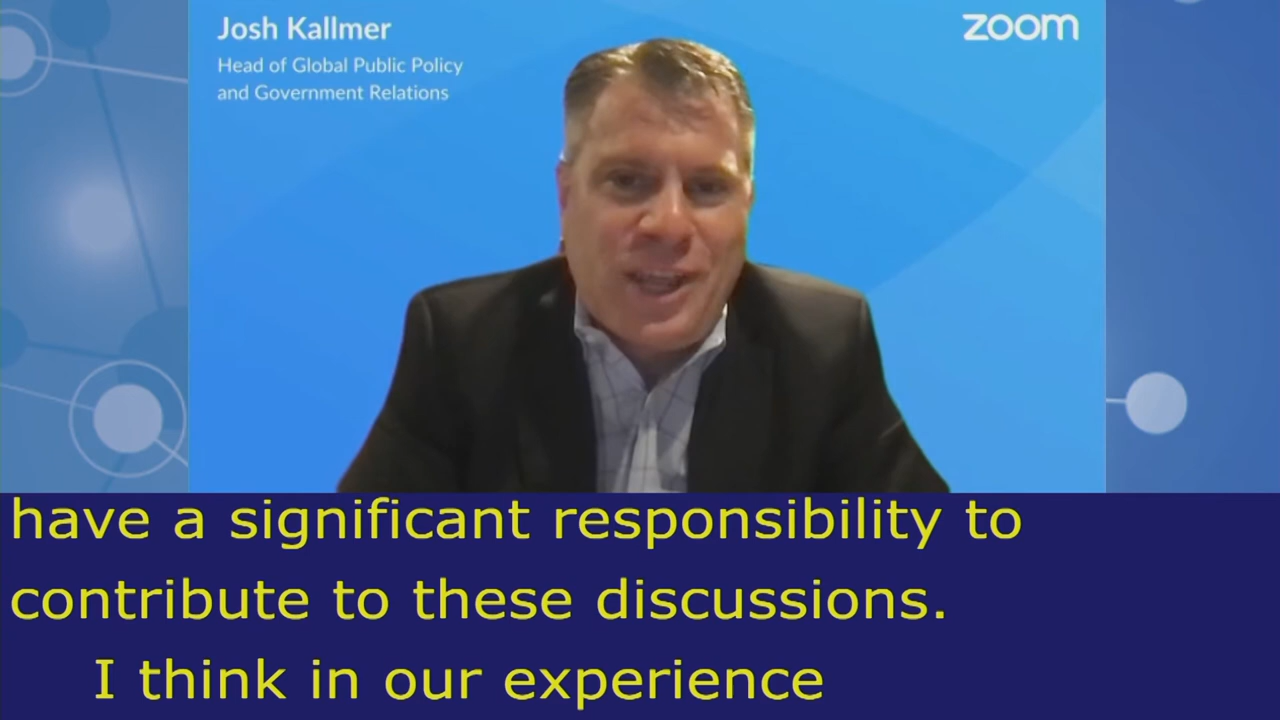 Josh Kallmer
zoom
Head of Global Public Policy
and Government Relations
have a significant responsibility to
contribute to these discussions.
I think in our experience